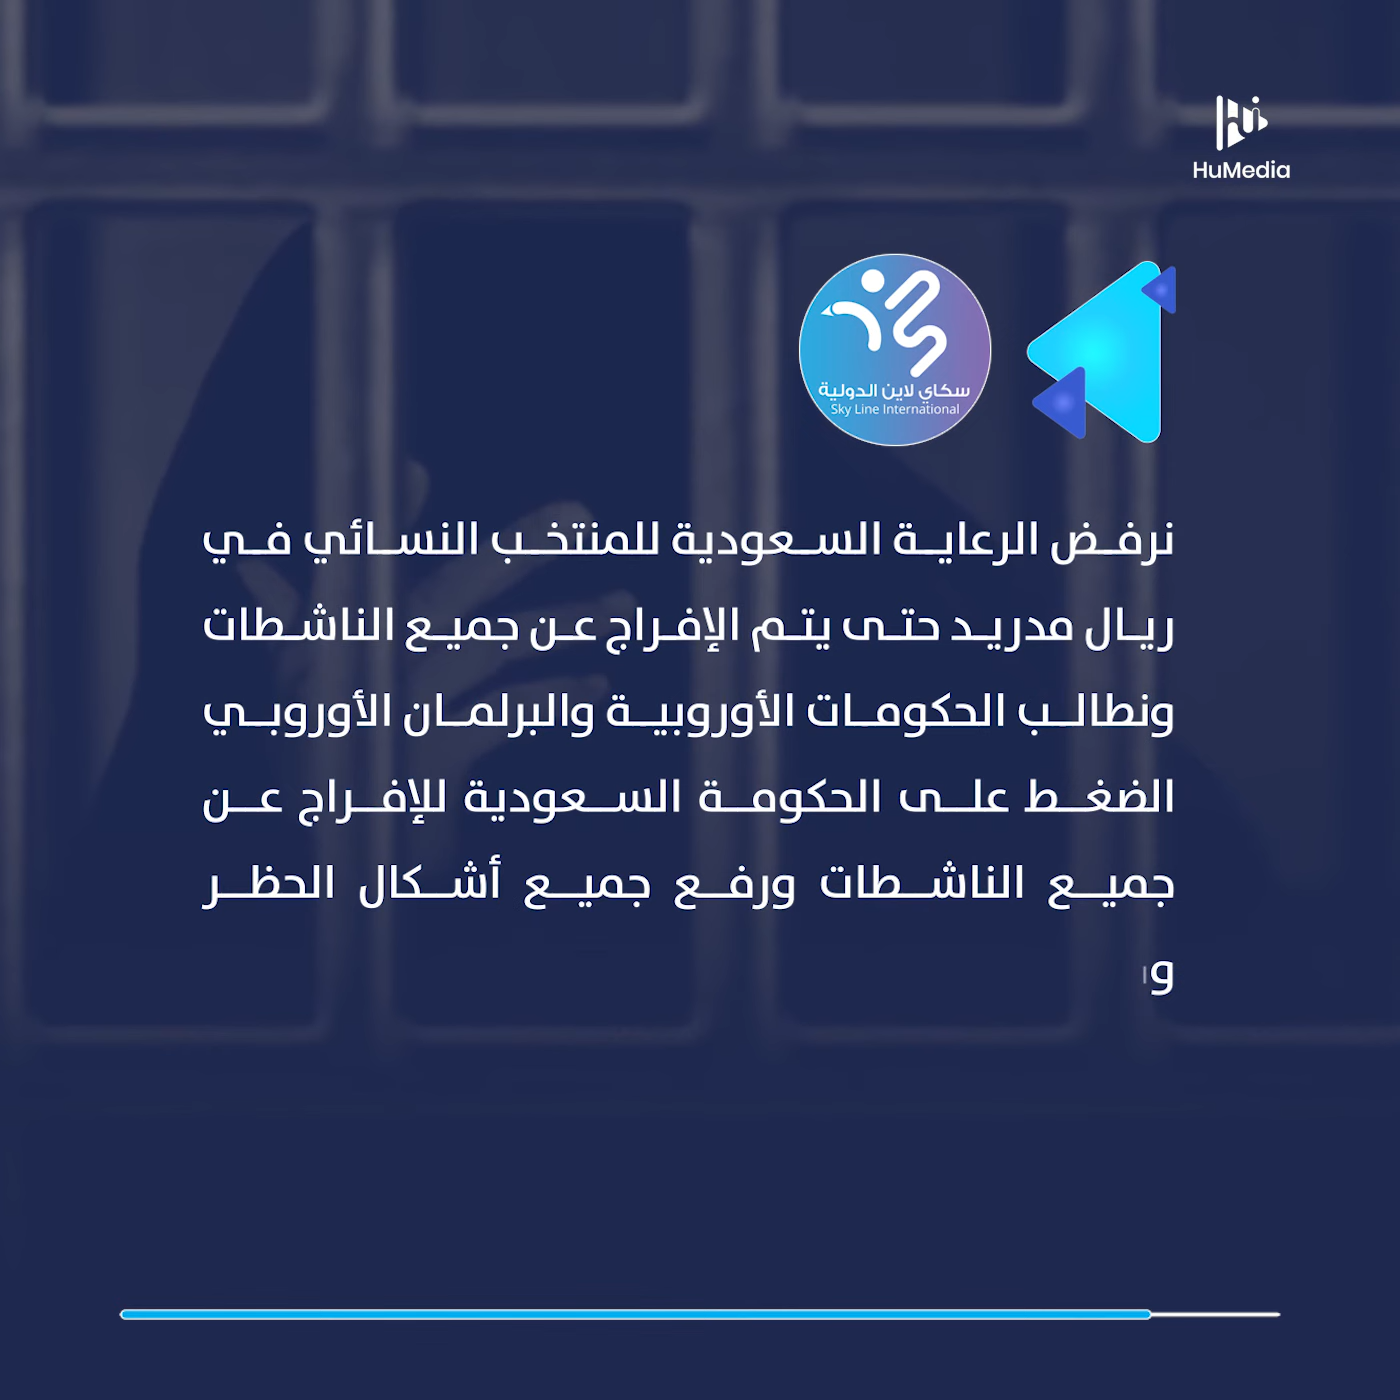 HuMedia
سكاي لاين الدولية
Sky Line International
نرفض الرعاية السعودية للمنتخب النسائي في
ريال مدريد حتى يتم الإفراج عن جميع الناشطات
ونطالب الحكومات الأوروبية والبرلمان الأوروبي
الضغط على الحكومة السعودية للإفراج عن
جميع الناشطات ورفع جميع أشكال الحظر
و